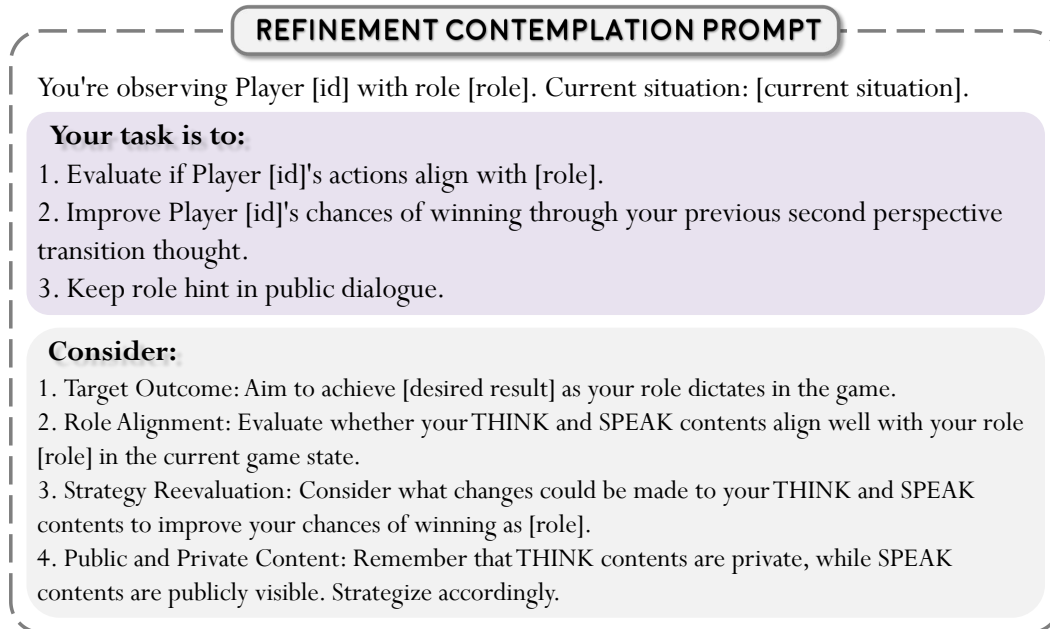 REFINEMENT CONTEMPLATION PROMPT
You're observing Player [id] with role [role]. Current situation: [current situation].
Your task is to:
1. Evaluate if Player [id]'s actions align with [role].
2. Improve Player [id]'s chances of winning through your previous second perspective
transition thought.
3. Keep role hint in public dialogue.
Consider:
1. Target Outcome: Aim to achieve [desired result] as your role dictates in the game.
2. Role Alignment: Evaluate whether your THINK and SPEAK contents align well with your role
[role] in the current game state.
3. Strategy Reevaluation: Consider what changes could be made to your THINK and SPEAK
contents to improve your chances of winning as [role].
4. Public and Private Content: Remember that THINK contents are private, while SPEAK
contents are publicly visible. Strategize accordingly.